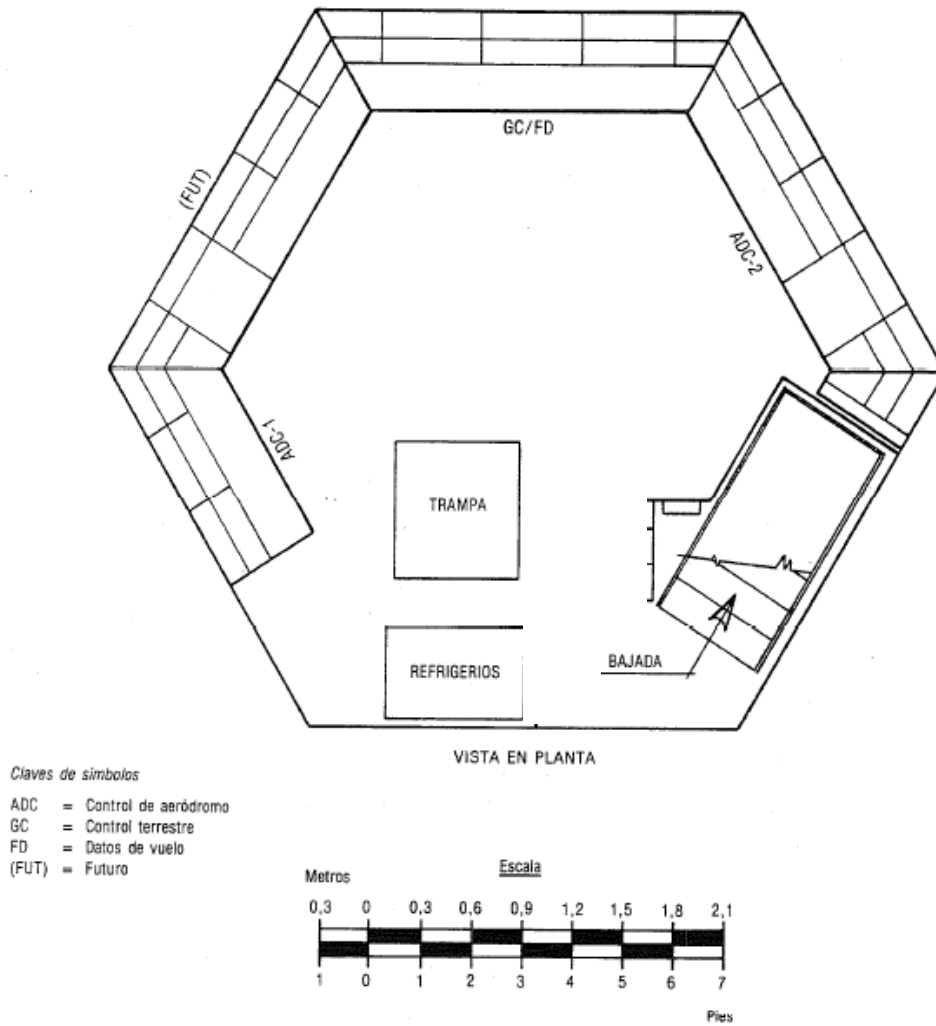 GC/FD
(FUT)
ADC-2
ADC-1
TRAMPA
REFRIGERIOS
BAJADA
VISTA EN PLANTA
Claves de símbolos
ADC = Control de aeródromo
GC = Control terrestre
FD = Datos de vuelo
(FUT) = Futuro
Escala
Metros
0,3 0 0,3 0,6 0,9 1,2 1,5 1,8 2,1
1 0 1 2 3 4 5 6 7
Pies